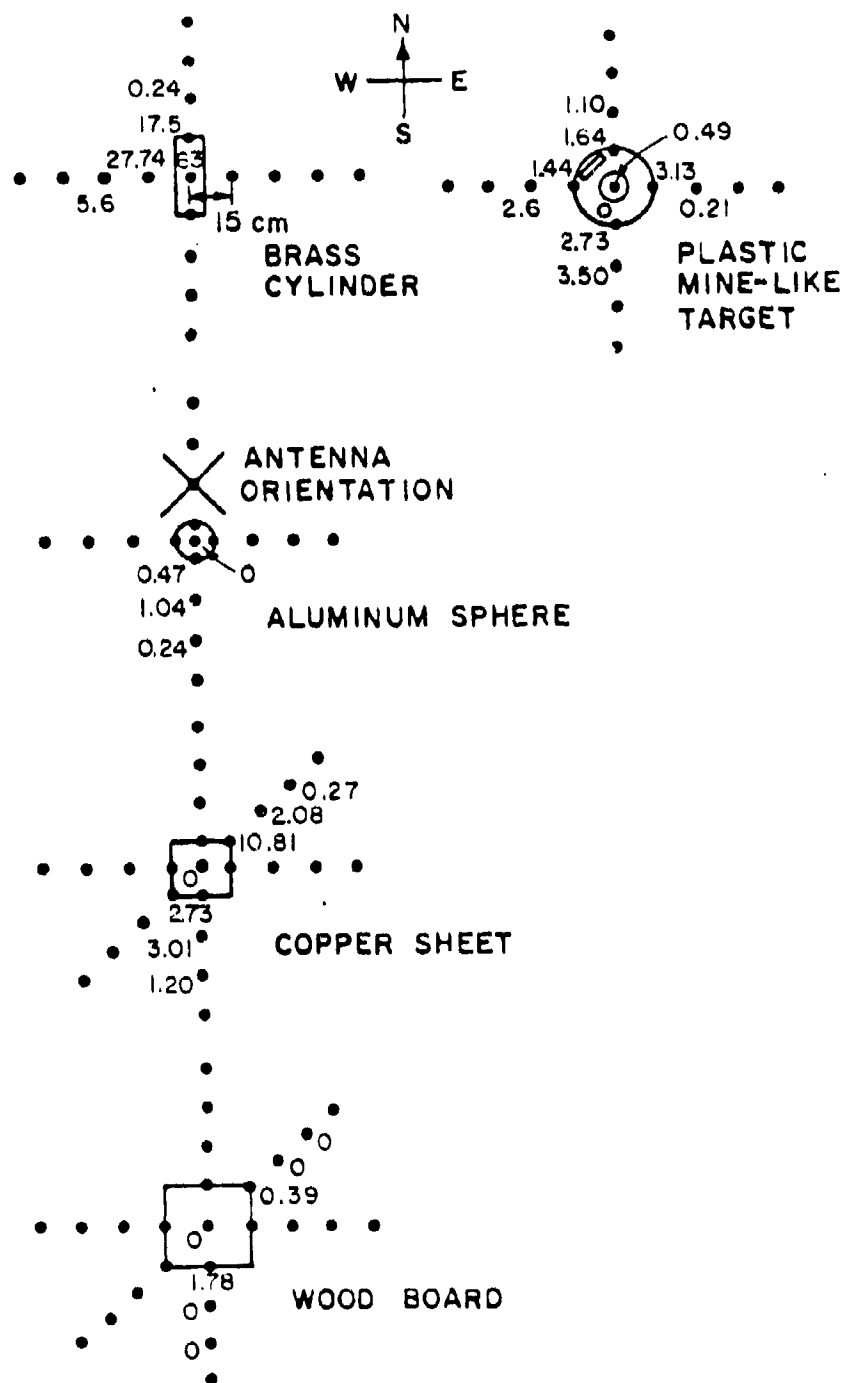 N
W E
S
0.24
17.5
27.74 63
5.6
15 cm
BRASS
CYLINDER
1.10
1.64
0.49
1.44
3.13
2.6
0.21
2.73
3.50
PLASTIC
MINE-LIKE
TARGET
ANTENNA
ORIENTATION
0.47
0
1.04
0.24
ALUMINUM SPHERE
0.27
2.08
10.81
0
2.73
3.01
1.20
COPPER SHEET
0
0
0.39
0
1.78
0
0
WOOD BOARD